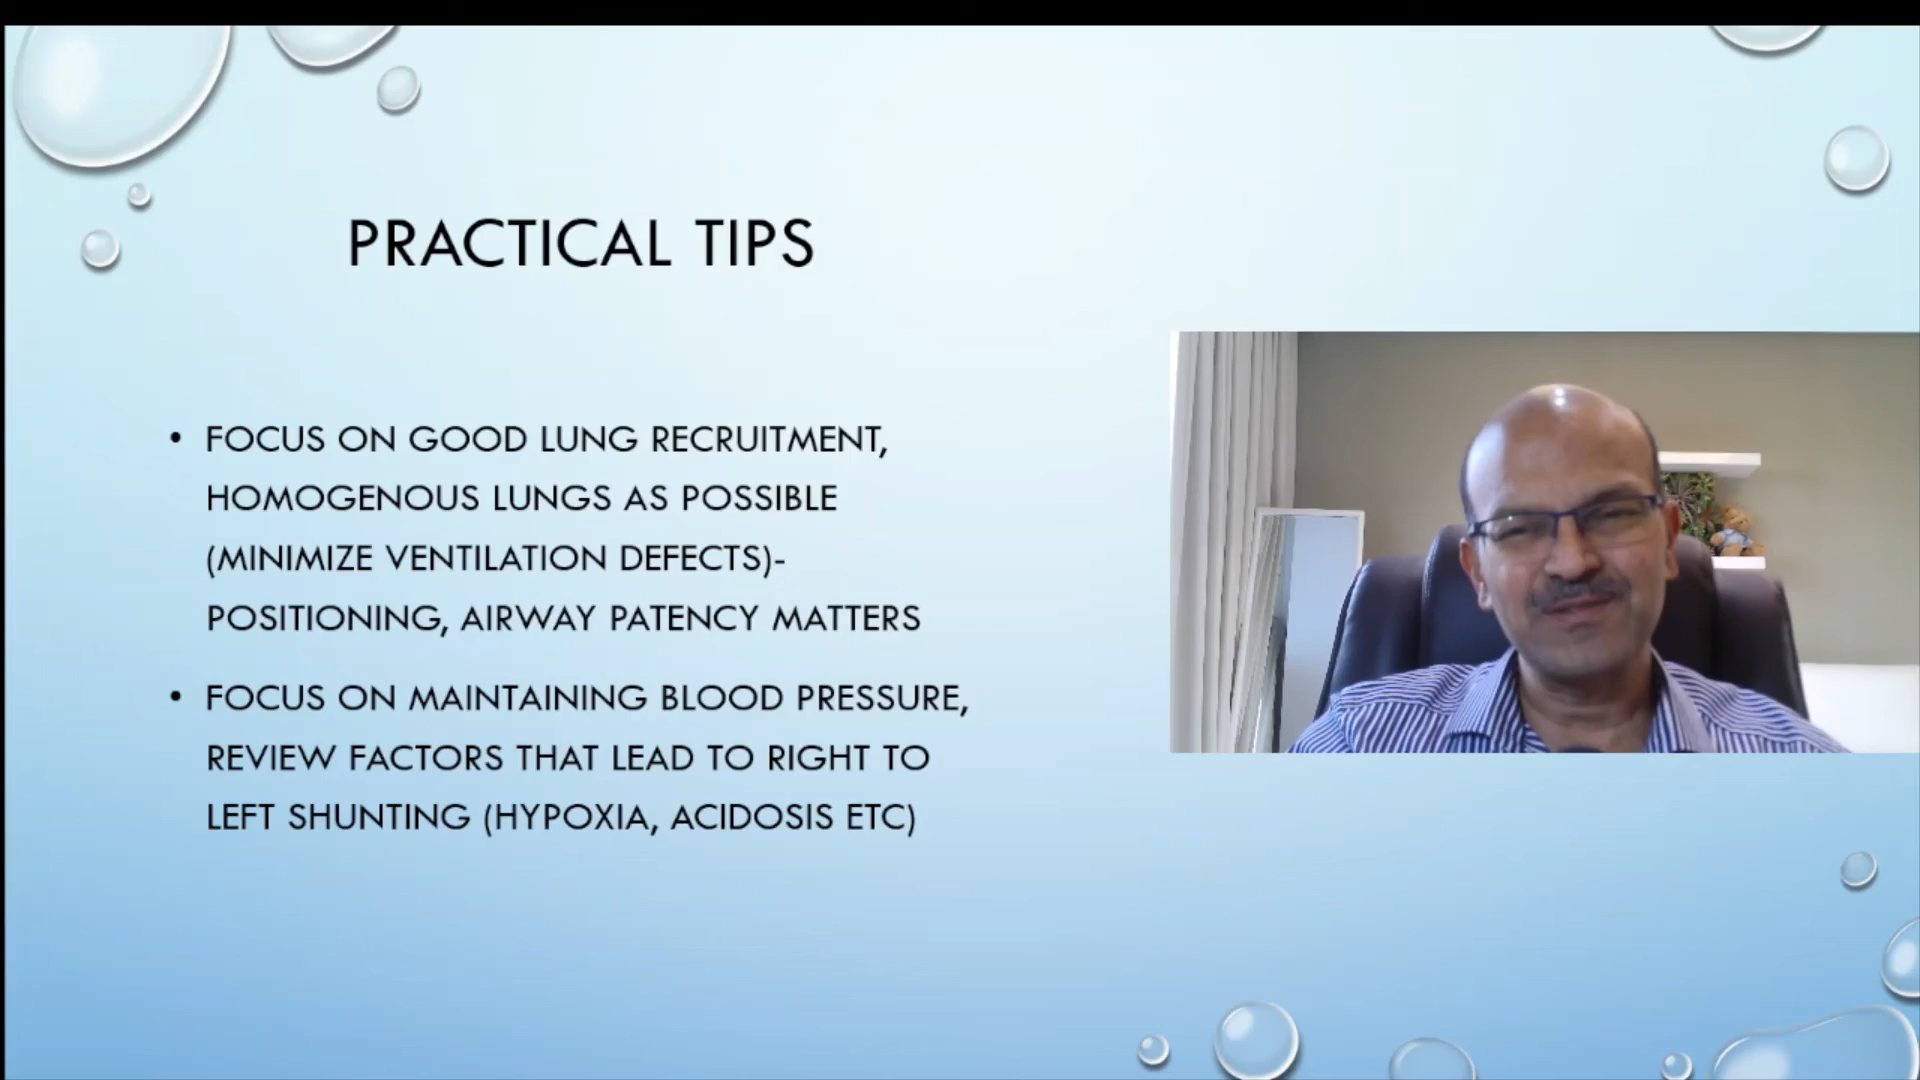 PRACTICAL TIPS
• FOCUS ON GOOD LUNG RECRUITMENT,
HOMOGENOUS LUNGS AS POSSIBLE
(MINIMIZE VENTILATION DEFECTS)-
POSITIONING, AIRWAY PATENCY MATTERS
• FOCUS ON MAINTAINING BLOOD PRESSURE,
REVIEW FACTORS THAT LEAD TO RIGHT TO
LEFT SHUNTING (HYPOXIA, ACIDOSIS ETC)